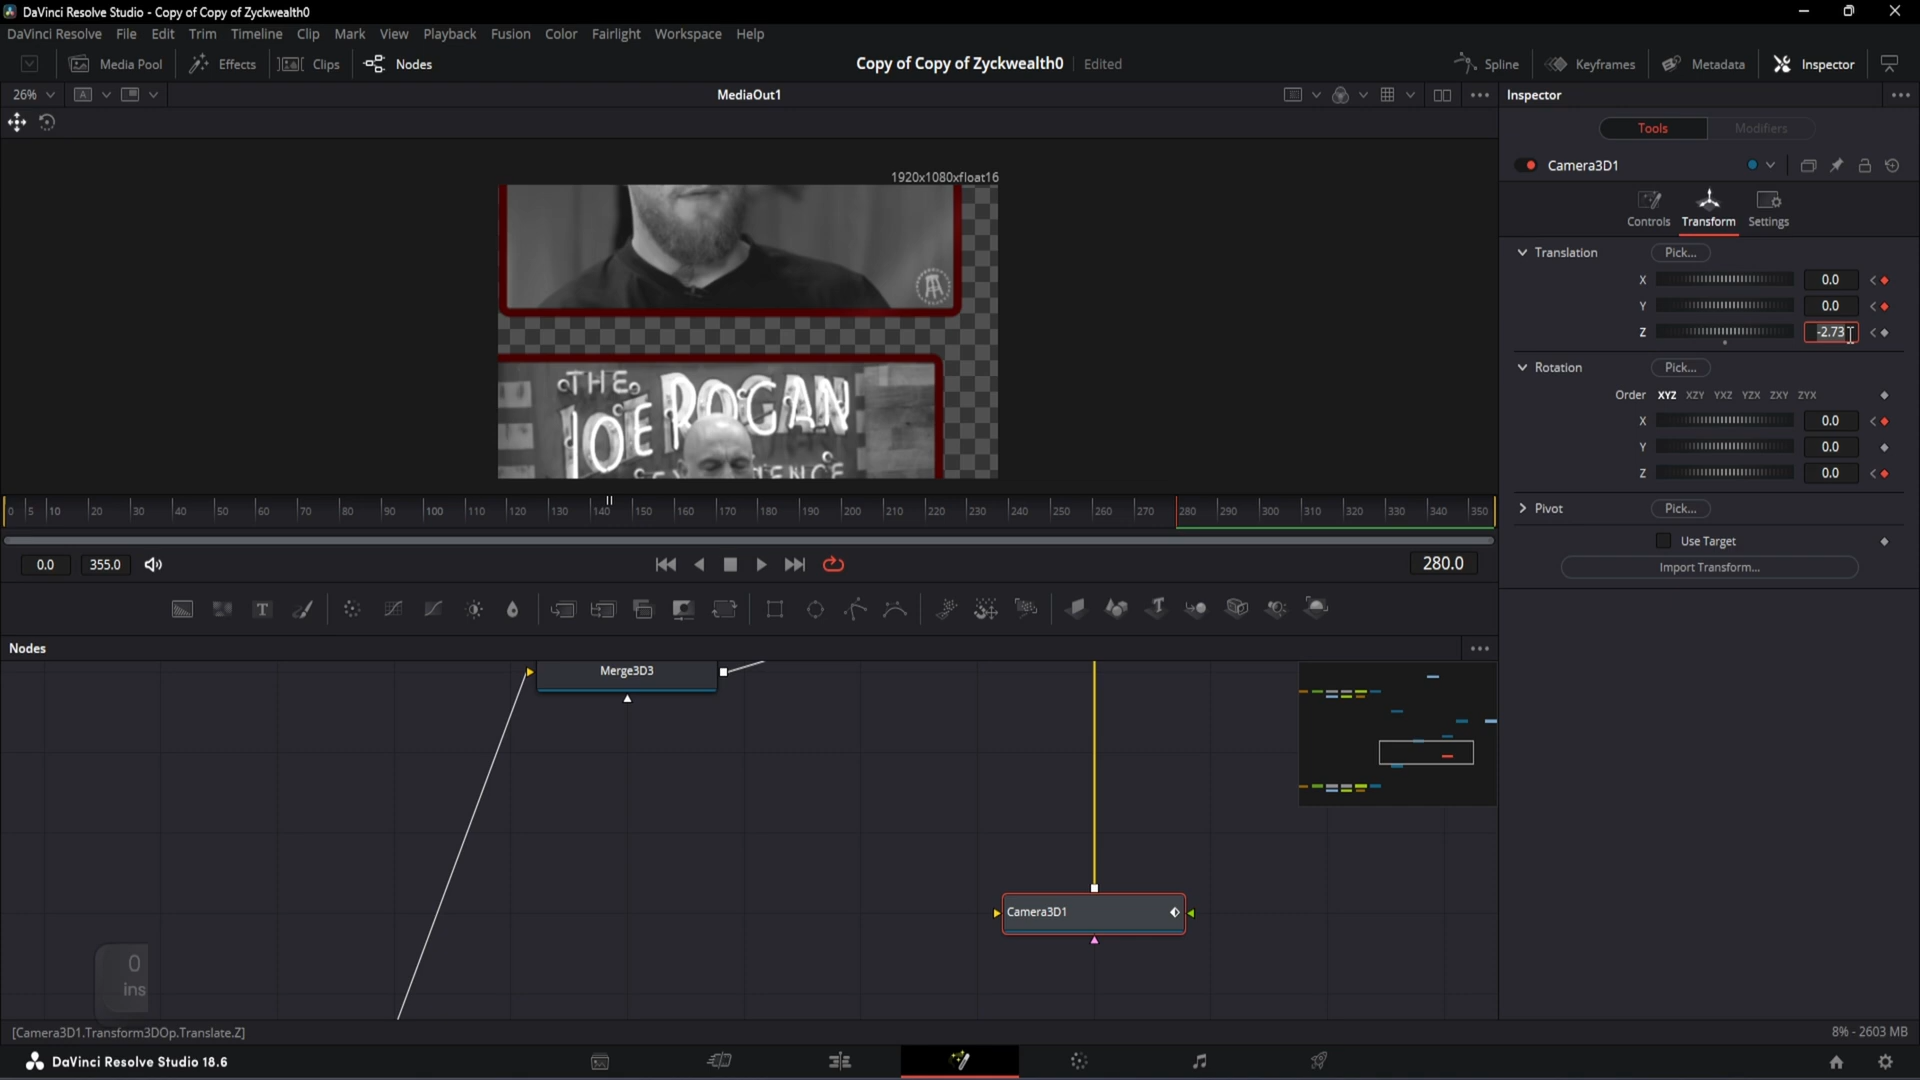 DaVinci Resolve Studio - Copy of Copy of Zyckwealth0
DaVinci Resolve File Edit Trim Timeline Clip Mark View Playback Fusion Color Fairlight Workspace Help
Media Pool Effects Clips Nodes Copy of Copy of Zyckwealth0 Edited Spline Keyframes Metadata Inspector
26% A MediaOut1 Inspector
Tools Modifiers
Camera3D1
1920x1080xfloat16
Controls Transform Settings
Translation Pick...
X 0.0
Y 0.0
Z -2.73
Rotation Pick...
Order XYZ XZY YXZ YZX ZXY ZYX
X 0.0
Y 0.0
Z 0.0
Pivot Pick...
Use Target
Import Transform...
THE
JOE ROGAN
0 5 10 20 30 40 50 60 70 80 90 100 110 120 130 140 150 160 170 180 190 200 210 220 230 240 250 260 270 280 290 300 310 320 330 340 350
0.0 355.0 280.0
T T
Nodes
Merge3D3
Camera3D1
0
ins
[Camera3D1.Transform3DOp.Translate.Z] 8% - 2603 MB
DaVinci Resolve Studio 18.6